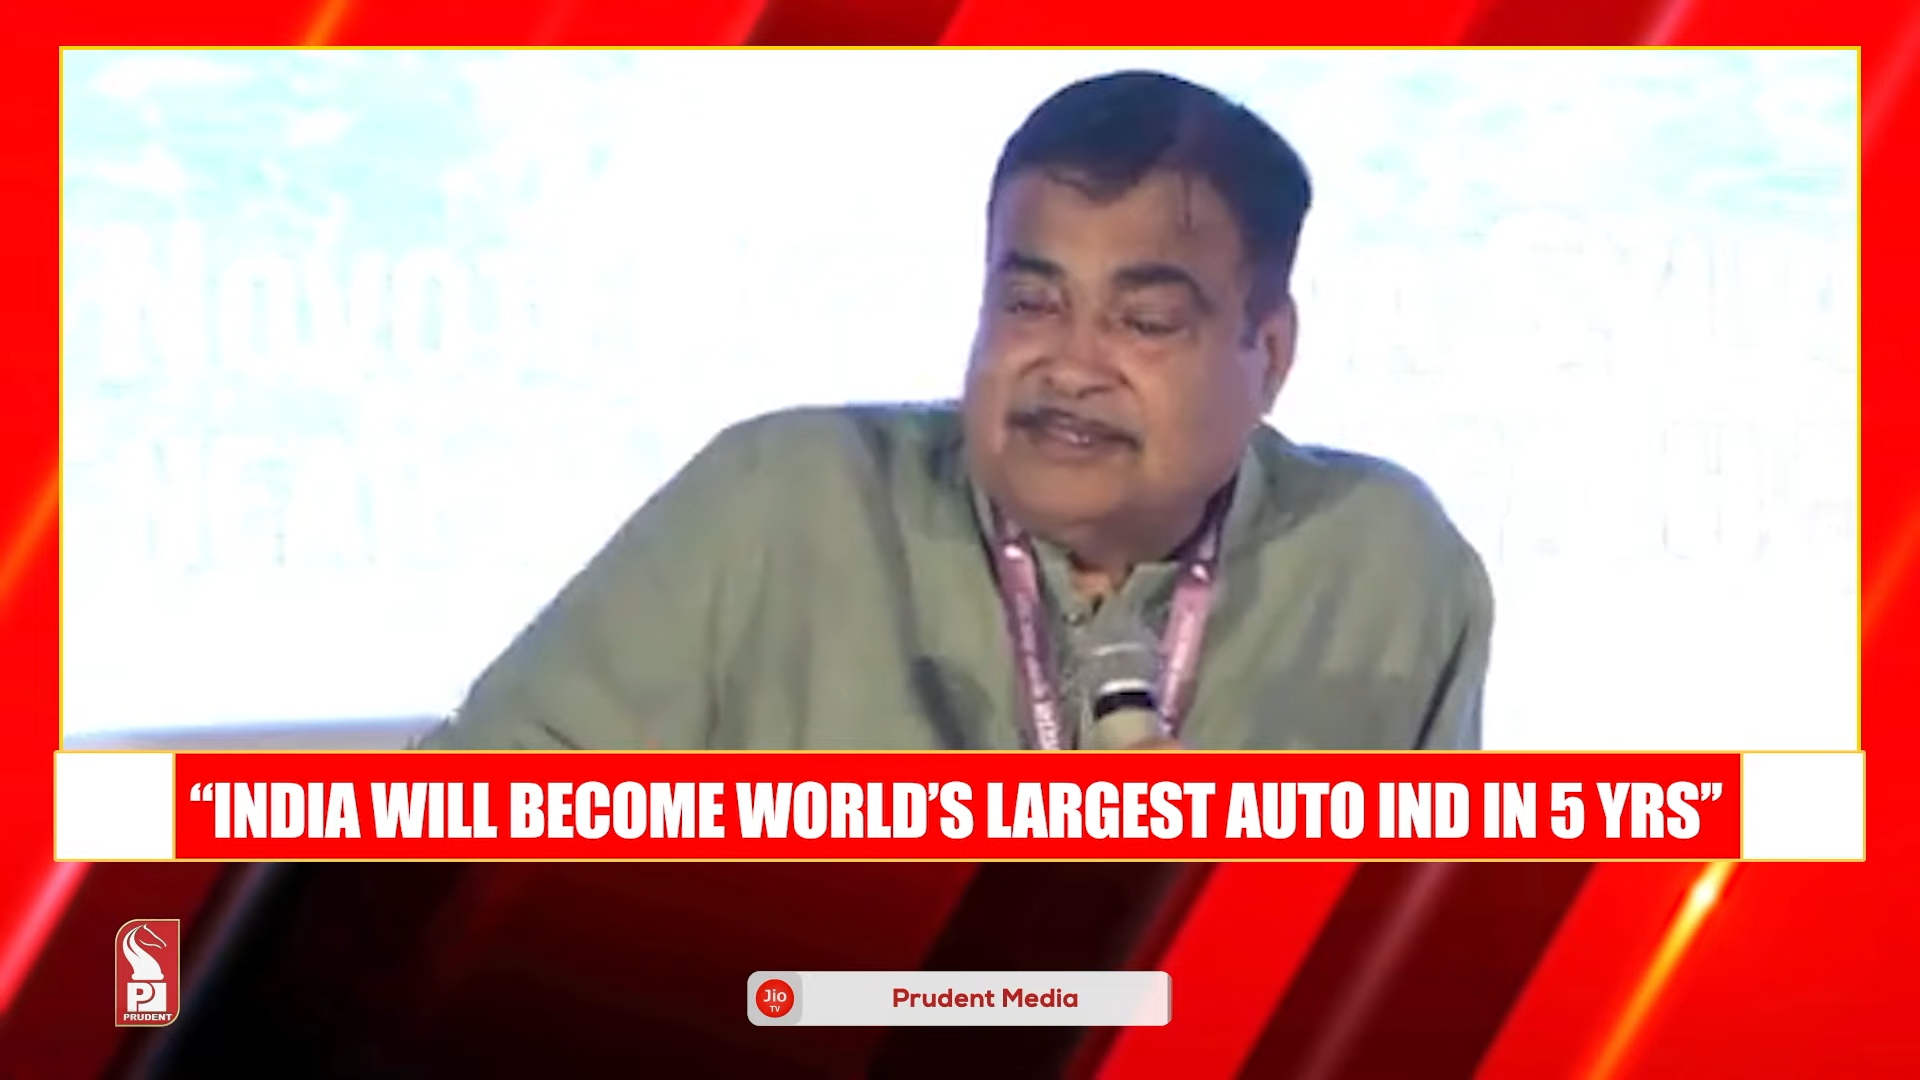 “INDIA WILL BECOME WORLD’S LARGEST AUTO IND IN 5 YRS”
PRUDENT
Jio
TV
Prudent Media